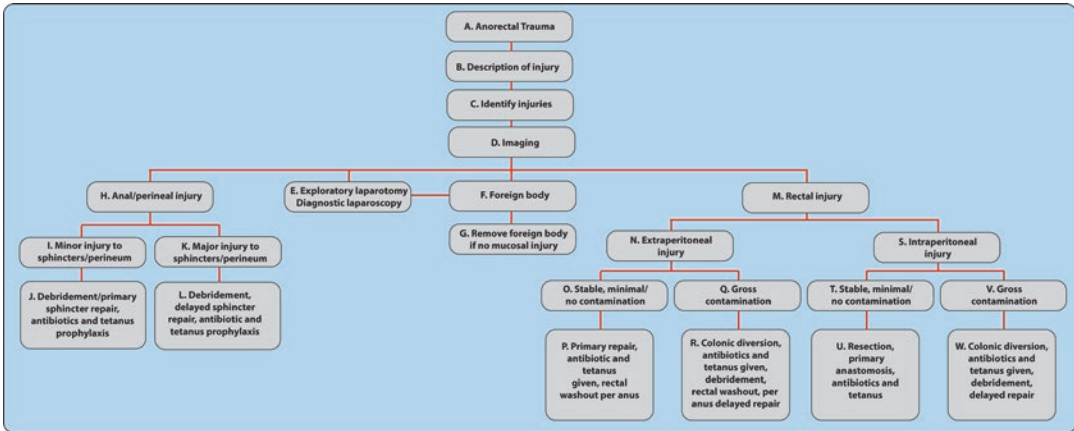 A. Anorectal Trauma
B. Description of injury
C. Identify injuries
D. Imaging
H. Anal/perineal injury
E. Exploratory laparotomy
Diagnostic laparoscopy
F. Foreign body
M. Rectal injury
G. Remove foreign body
if no mucosal injury
I. Minor injury to
sphincters/perineum
K. Major injury to
sphincters/perineum
N. Extraperitoneal
injury
S. Intraperitoneal
injury
J. Debridement/primary
sphincter repair,
antibiotics and tetanus
prophylaxis
L. Debridement,
delayed sphincter
repair, antibiotic and
tetanus prophylaxis
O. Stable, minimal/
no contamination
Q. Gross
contamination
T. Stable, minimal/
no contamination
V. Gross
contamination
P. Primary repair,
antibiotic and
tetanus
given, rectal
washout per anus
R. Colonic diversion,
antibiotics and
tetanus given,
debridement,
rectal washout, per
anus delayed repair
U. Resection,
primary
anastomosis,
antibiotics and
tetanus
W. Colonic diversion,
antibiotics and
tetanus given,
debridement,
delayed repair